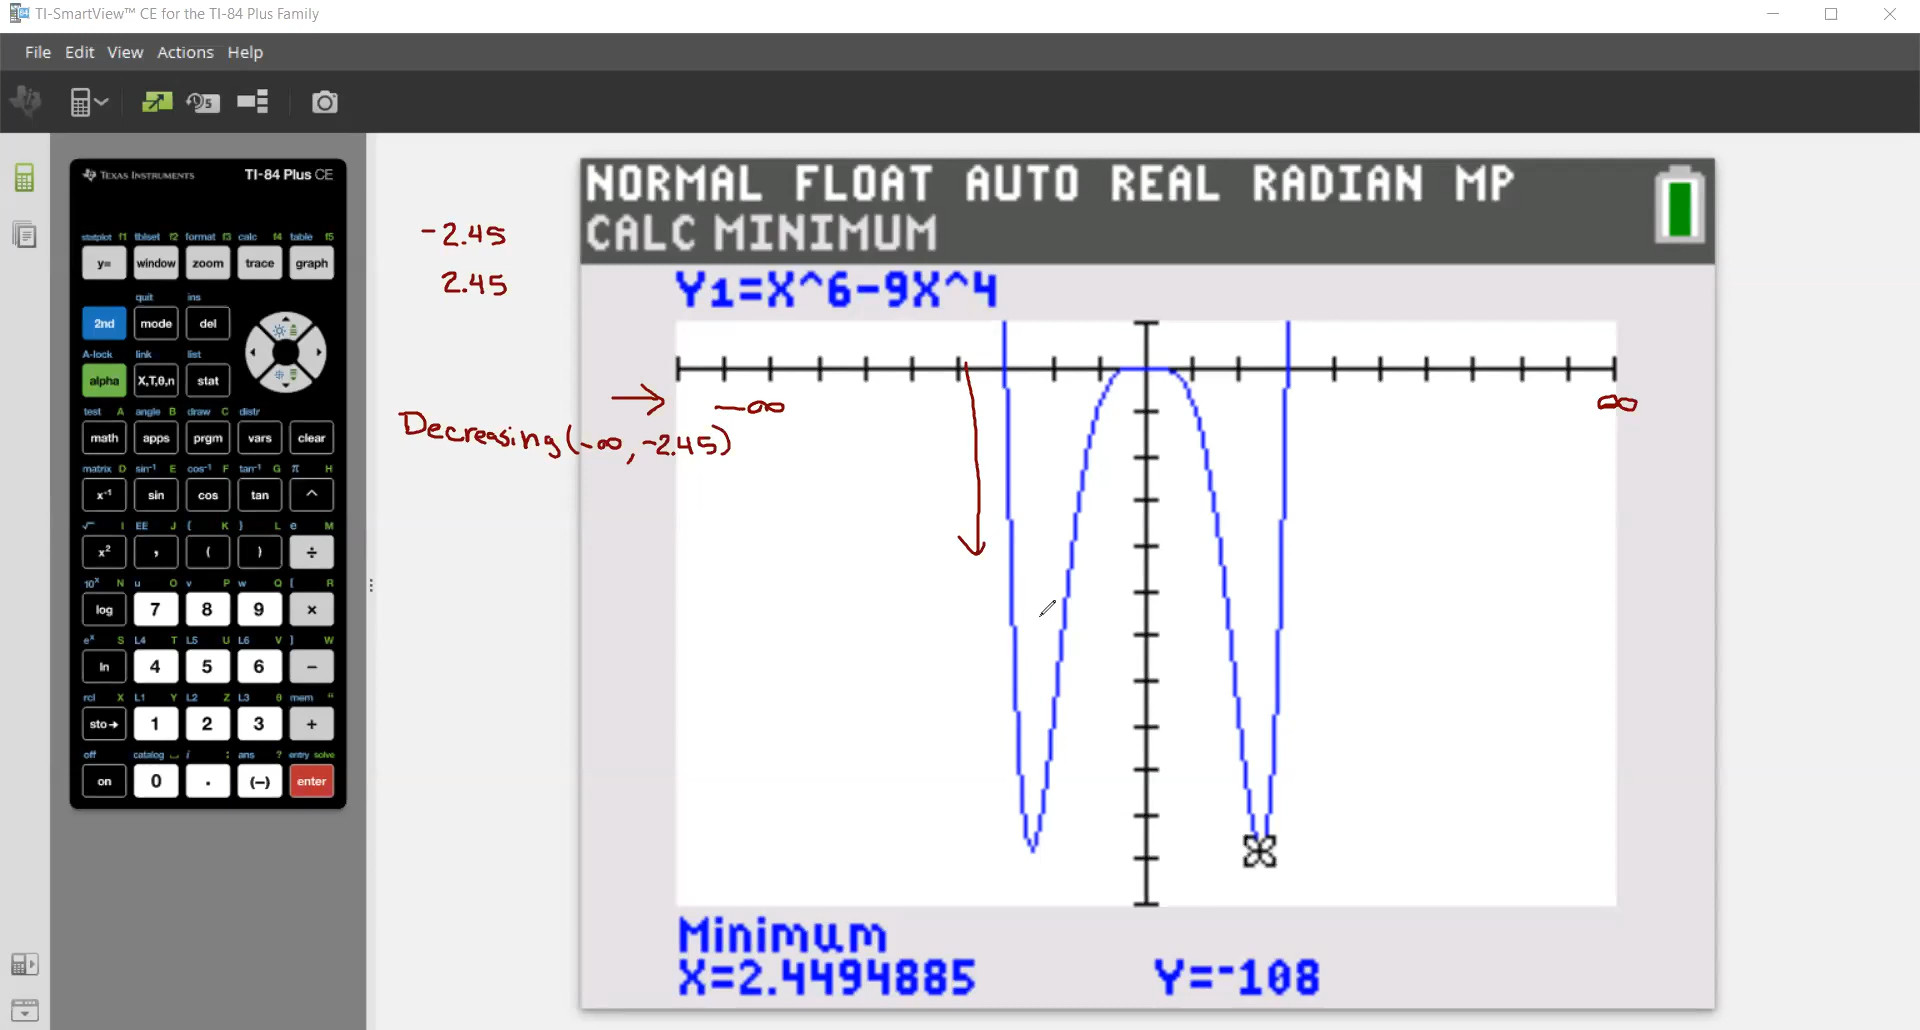 TI-SmartView™ CE for the TI-84 Plus Family
File Edit View Actions Help
TEXAS INSTRUMENTS TI-84 Plus CE
statplot f1 tblset f2 format f3 calc f4 table f5
y= window zoom trace graph
quit ins
2nd mode del
A-lock link list
alpha X,T,θ,n stat
test A angle B draw C distr
math apps prgm vars clear
matrix D sin⁻¹ E cos⁻¹ F tan⁻¹ G π H
x⁻¹ sin cos tan ^
√ I EE J { K } L e M
x² , ( ) ÷
10ˣ N u O v P w Q [ R
log 7 8 9 ×
eˣ S L4 T L5 U L6 V ] W
ln 4 5 6 −
rcl X L1 Y L2 Z L3 θ mem "
sto→ 1 2 3 +
off catalog ␣ i : ans ? entry solve
on 0 . (−) enter
-2.45
2.45
Decreasing (-∞, -2.45)
NORMAL FLOAT AUTO REAL RADIAN MP
CALC MINIMUM
Y1=X^6-9X^4
-∞ ∞
Minimum
X=2.4494885 Y=-108